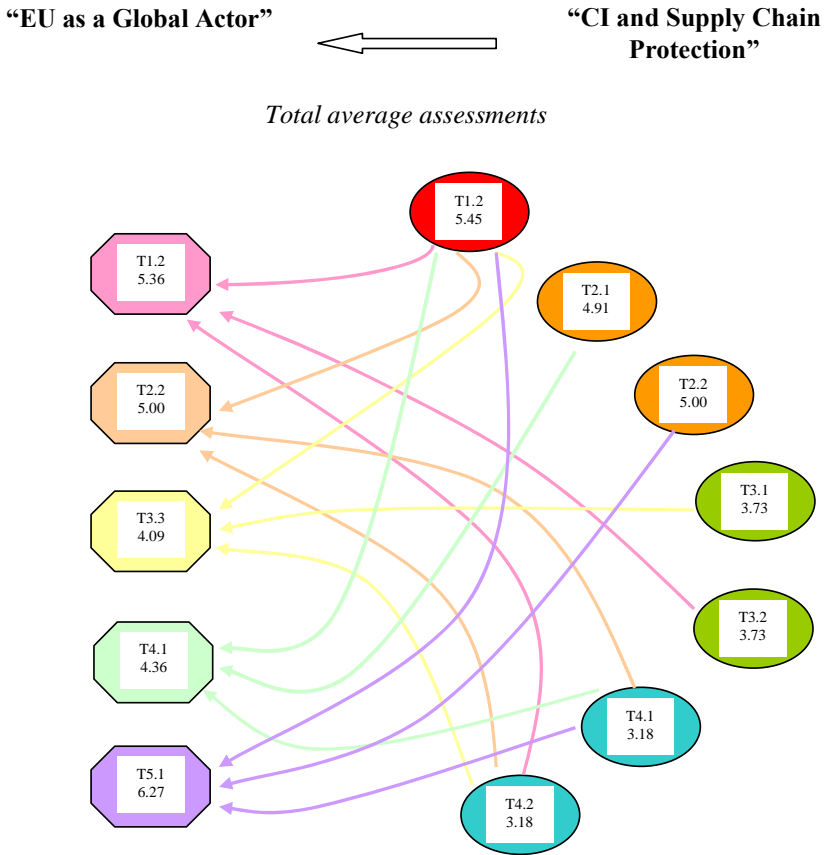 “EU as a Global Actor”
“CI and Supply Chain
Protection”
Total average assessments
T1.2
5.45
T1.2
5.36
T2.1
4.91
T2.2
5.00
T2.2
5.00
T3.1
3.73
T3.3
4.09
T3.2
3.73
T4.1
4.36
T4.1
3.18
T5.1
6.27
T4.2
3.18